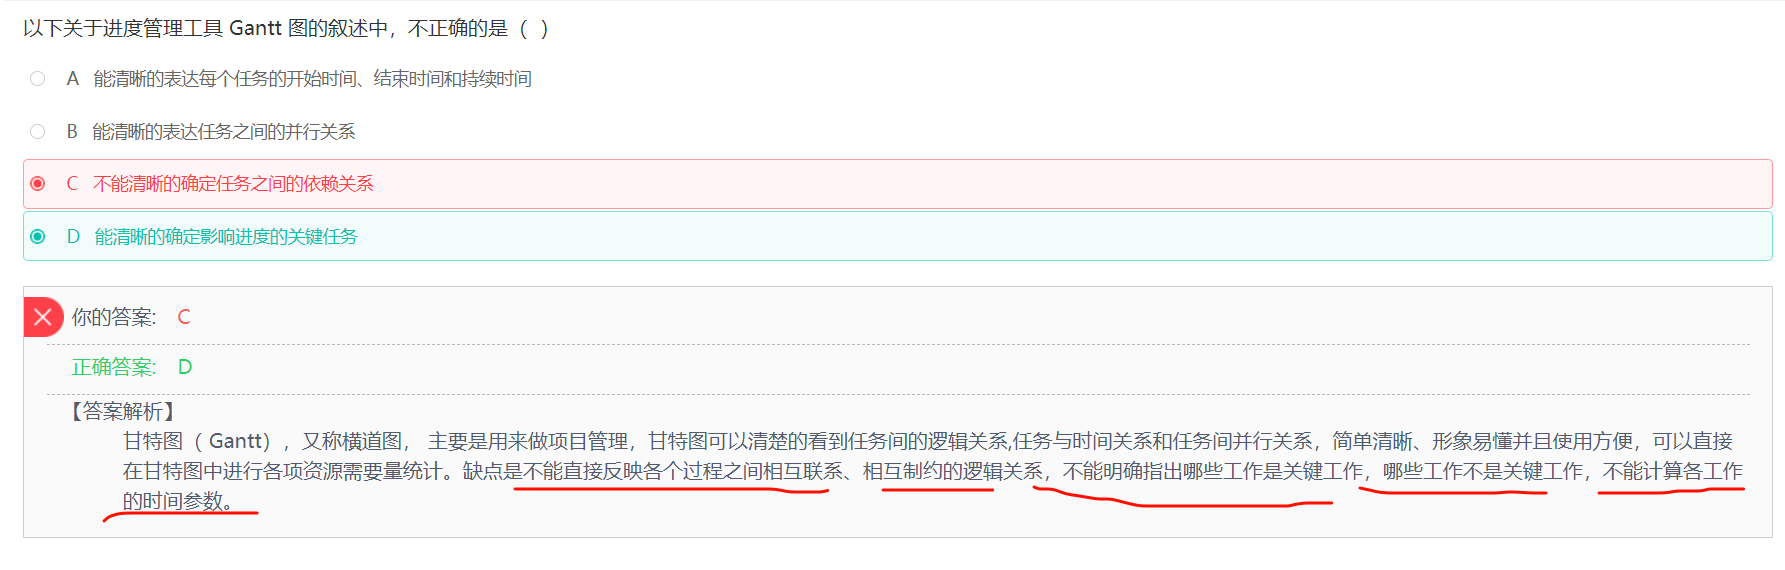 以下关于进度管理工具 Gantt 图的叙述中，不正确的是（ ）
A 能清晰的表达每个任务的开始时间、结束时间和持续时间
B 能清晰的表达任务之间的并行关系
C 不能清晰的确定任务之间的依赖关系
D 能清晰的确定影响进度的关键任务
你的答案: C
正确答案: D
【答案解析】
甘特图（ Gantt），又称横道图， 主要是用来做项目管理，甘特图可以清楚的看到任务间的逻辑关系,任务与时间关系和任务间并行关系，简单清晰、形象易懂并且使用方便，可以直接
在甘特图中进行各项资源需要量统计。缺点是不能直接反映各个过程之间相互联系、相互制约的逻辑关系，不能明确指出哪些工作是关键工作，哪些工作不是关键工作，不能计算各工作
的时间参数。